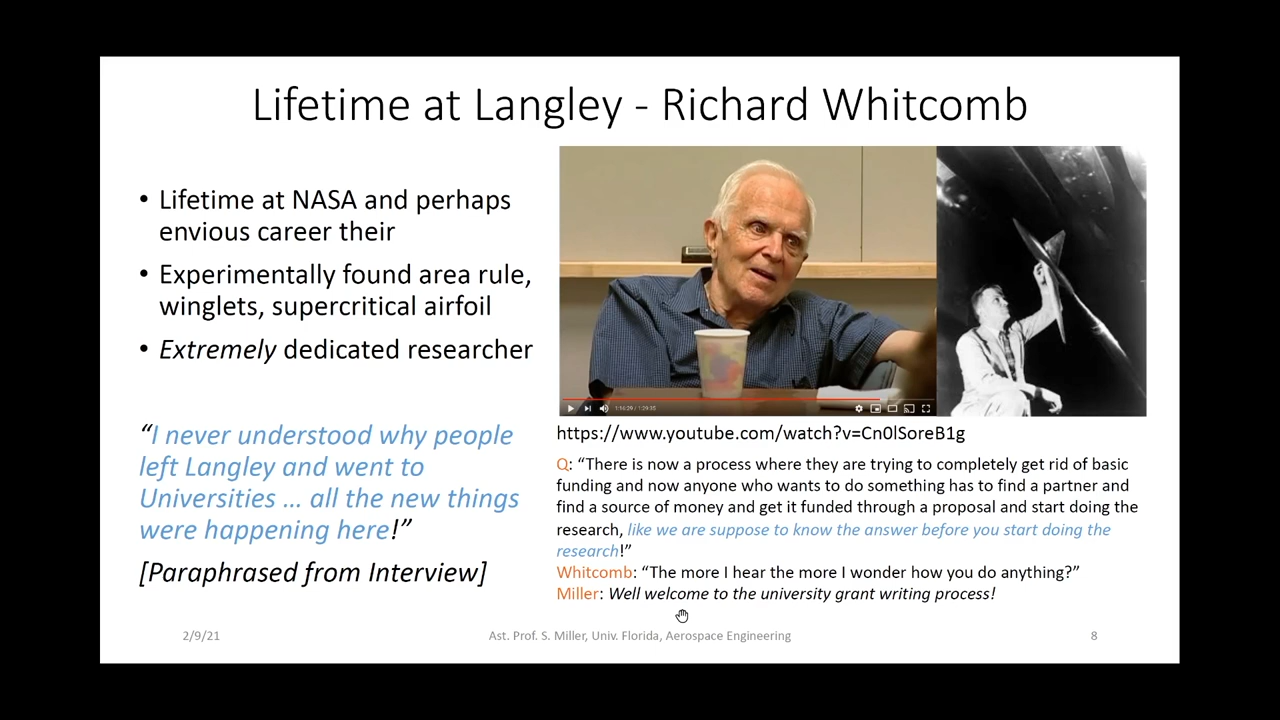 Lifetime at Langley - Richard Whitcomb
• Lifetime at NASA and perhaps
envious career their
• Experimentally found area rule,
winglets, supercritical airfoil
• Extremely dedicated researcher
“I never understood why people
left Langley and went to
Universities … all the new things
were happening here!”
[Paraphrased from Interview]
1:16:29 / 1:29:35
https://www.youtube.com/watch?v=Cn0lSoreB1g
Q: “There is now a process where they are trying to completely get rid of basic
funding and now anyone who wants to do something has to find a partner and
find a source of money and get it funded through a proposal and start doing the
research, like we are suppose to know the answer before you start doing the
research!”
Whitcomb: “The more I hear the more I wonder how you do anything?”
Miller: Well welcome to the university grant writing process!
2/9/21
Ast. Prof. S. Miller, Univ. Florida, Aerospace Engineering
8